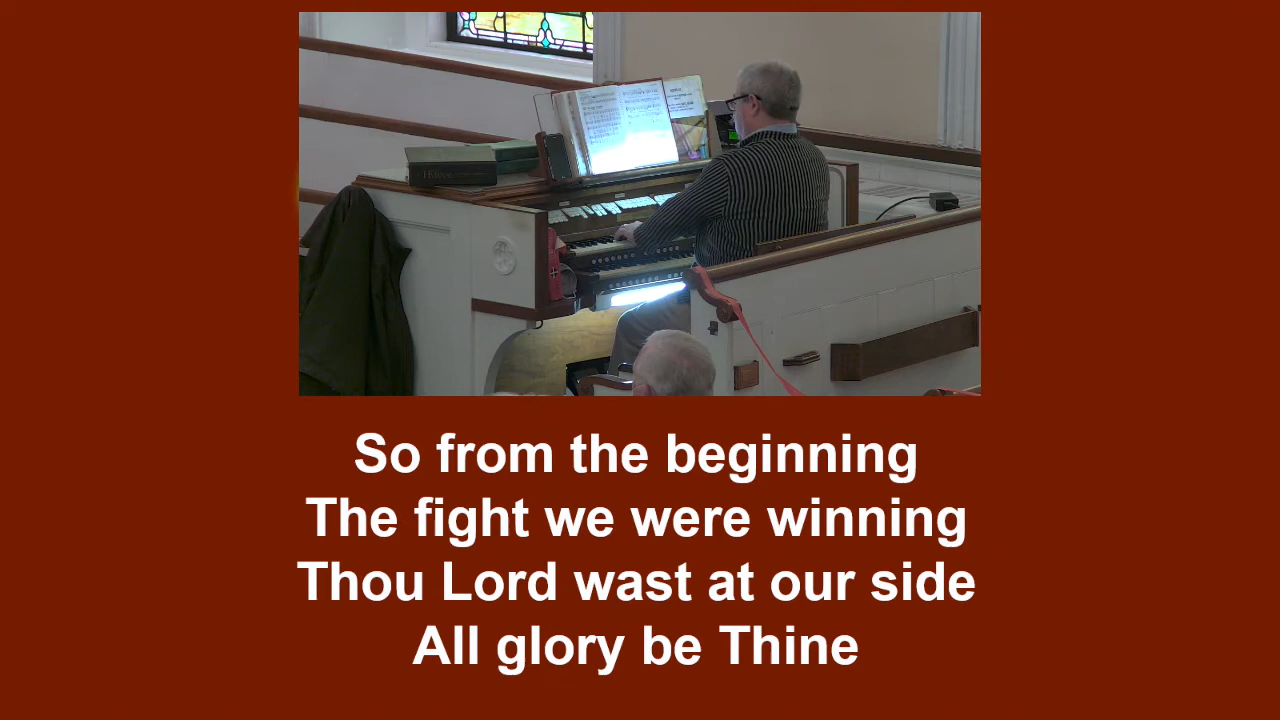 So from the beginning
The fight we were winning
Thou Lord wast at our side
All glory be Thine